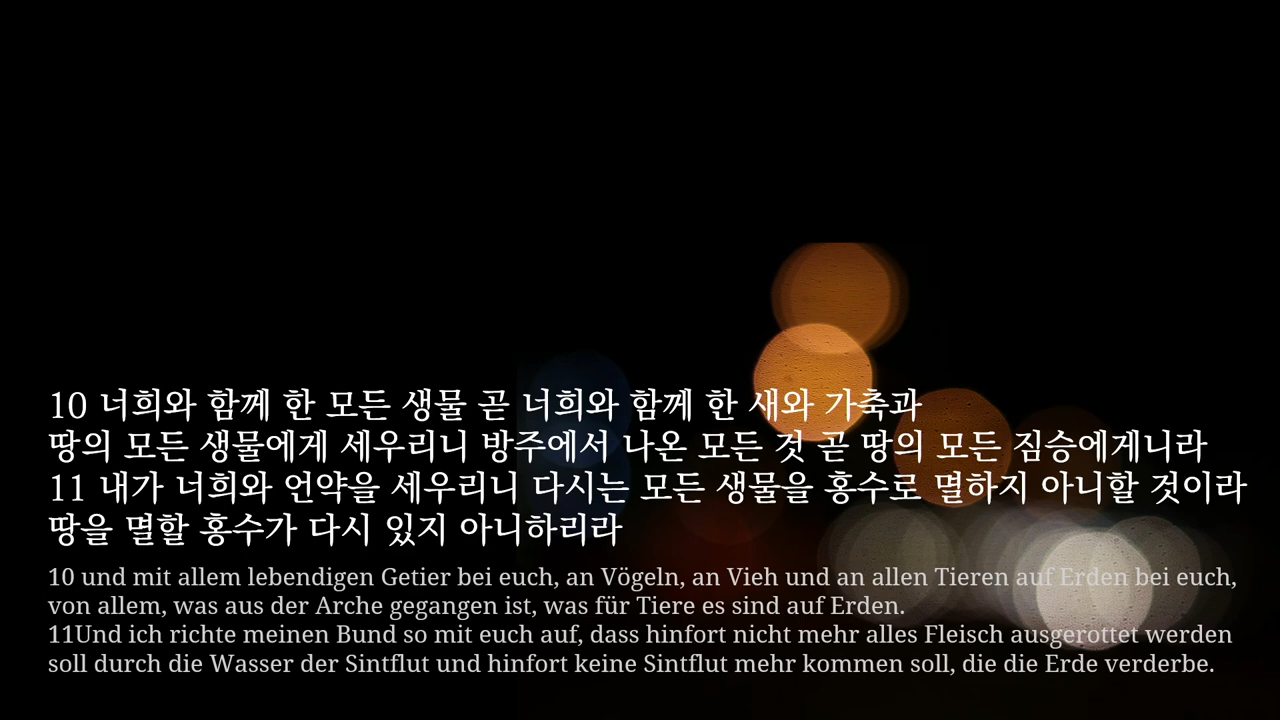 10 너희와 함께 한 모든 생물 곧 너희와 함께 한 새와 가축과
땅의 모든 생물에게 세우리니 방주에서 나온 모든 것 곧 땅의 모든 짐승에게니라
11 내가 너희와 언약을 세우리니 다시는 모든 생물을 홍수로 멸하지 아니할 것이라
땅을 멸할 홍수가 다시 있지 아니하리라
10 und mit allem lebendigen Getier bei euch, an Vögeln, an Vieh und an allen Tieren auf Erden bei euch,
von allem, was aus der Arche gegangen ist, was für Tiere es sind auf Erden.
11Und ich richte meinen Bund so mit euch auf, dass hinfort nicht mehr alles Fleisch ausgerottet werden
soll durch die Wasser der Sintflut und hinfort keine Sintflut mehr kommen soll, die die Erde verderbe.